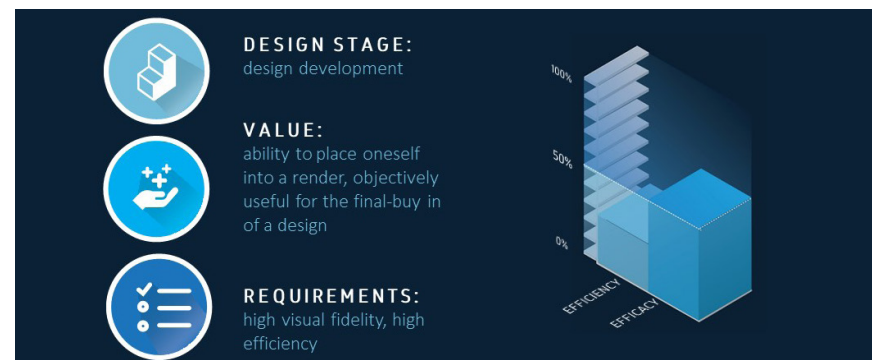 DESIGN STAGE:
design development
VALUE:
ability to place oneself
into a render, objectively
useful for the final-buy in
of a design
REQUIREMENTS:
high visual fidelity, high
efficiency
100%
50%
0%
EFFICIENCY
EFFICACY